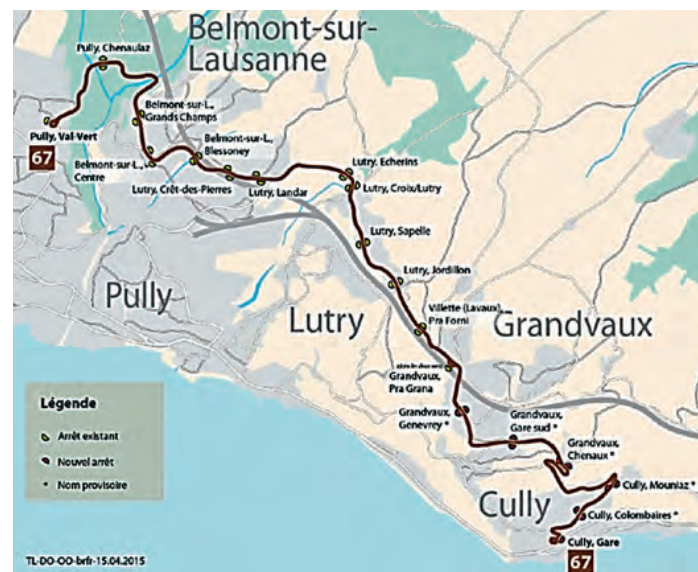 Belmont-sur-
Lausanne
Pully, Chenaulaz
Belmont-sur-L.,
Grands Champs
Pully, Val-Vert
67
Belmont-sur-L.,
Centre
Belmont-sur-L.,
Blessoney
Lutry, Crêt-des-Pierres
Lutry, Landar
Lutry, Echerins
Lutry, Croix/Lutry
Lutry, Sapelle
Lutry, Jordillon
Pully
Lutry
Grandvaux
Villette (Lavaux),
Pra Forni
Grandvaux,
Pra Grana
Grandvaux,
Genevrey *
Grandvaux,
Gare sud *
Grandvaux,
Chenaux *
Cully, Mouniaz *
Cully
Cully, Colombaires *
Cully, Gare
67
Légende
Arrêt existant
Nouvel arrêt
* Nom provisoire
TL-DO-OO-brfr-15.04.2015